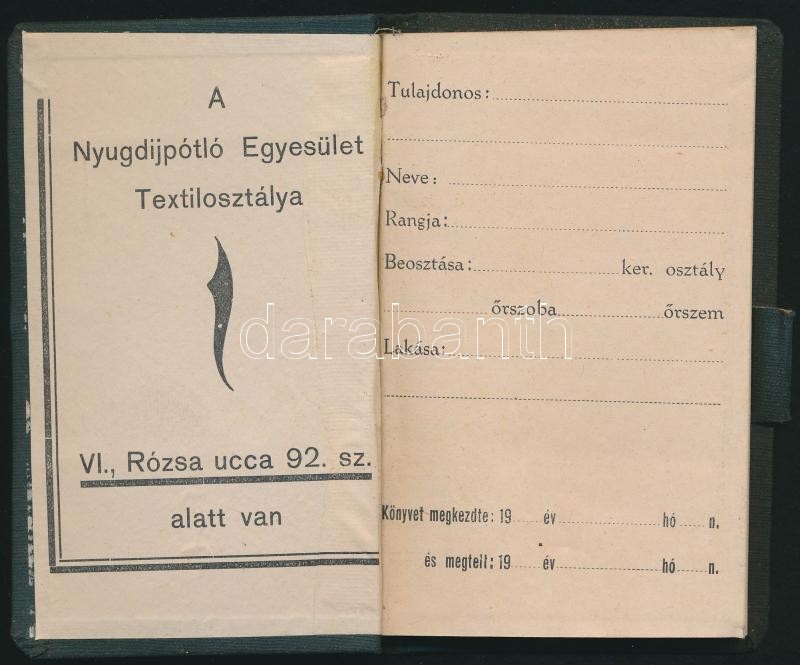 A
Nyugdijpótló Egyesület
Textilosztálya
VI., Rózsa ucca 92. sz.
alatt van
Tulajdonos:
Neve:
Rangja:
Beosztása: ker. osztály
őrszoba őrszem
Lakása:
Könyvet megkezdte: 19 év hó n.
és megtelt: 19 év hó n.
darabanth